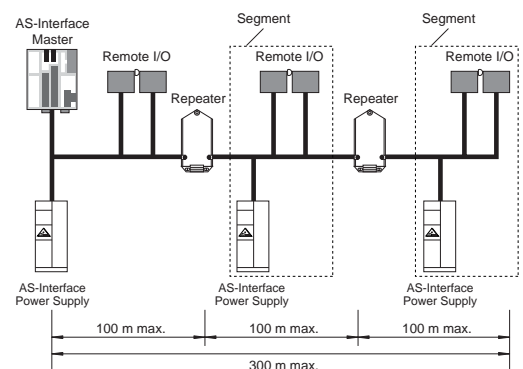 AS-Interface
Master
Segment
Segment
Remote I/O
Remote I/O
Remote I/O
Repeater
Repeater
AS-Interface
Power Supply
AS-Interface
Power Supply
AS-Interface
Power Supply
100 m max.
100 m max.
100 m max.
300 m max.